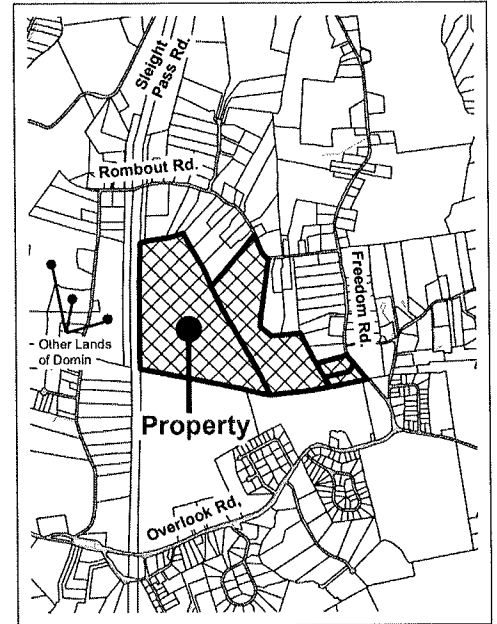 Sleight
Pass Rd.
Rombout Rd.
Freedom Rd.
Other Lands
of Domin
Property
Overlook Rd.